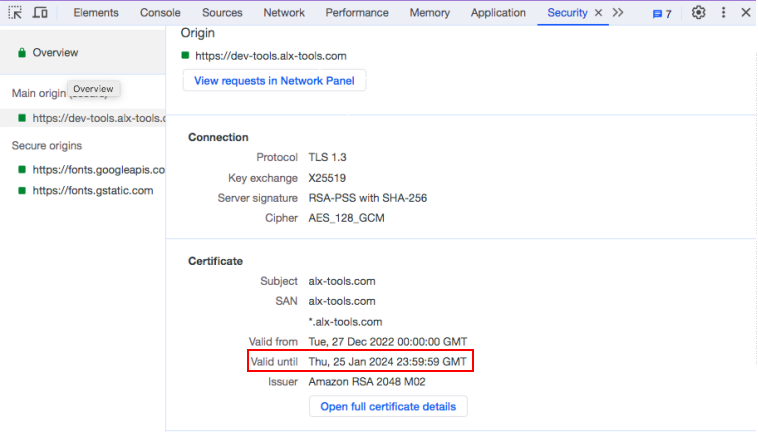 Elements Console Sources Network Performance Memory Application Security 7
Overview
Overview
Main origin (secure)
https://dev-tools.alx-tools.c
Secure origins
https://fonts.googleapis.co
https://fonts.gstatic.com
Origin
https://dev-tools.alx-tools.com
View requests in Network Panel
Connection
Protocol TLS 1.3
Key exchange X25519
Server signature RSA-PSS with SHA-256
Cipher AES_128_GCM
Certificate
Subject alx-tools.com
SAN alx-tools.com
*.alx-tools.com
Valid from Tue, 27 Dec 2022 00:00:00 GMT
Valid until Thu, 25 Jan 2024 23:59:59 GMT
Issuer Amazon RSA 2048 M02
Open full certificate details